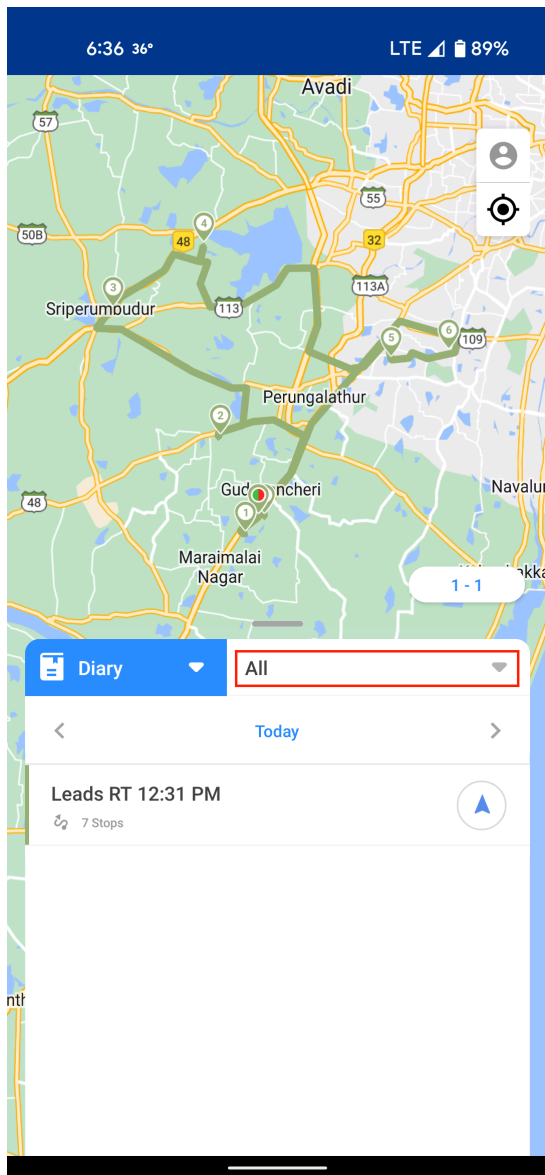 6:36 36° LTE 89%
Avadi
57
55
4
50B
48
32
3
113A
Sriperumbudur
113
5
6
109
Perungalathur
2
48
Navalur
1
Maraimalai
Nagar
1 - 1
Diary
All
Today
Leads RT 12:31 PM
7 Stops